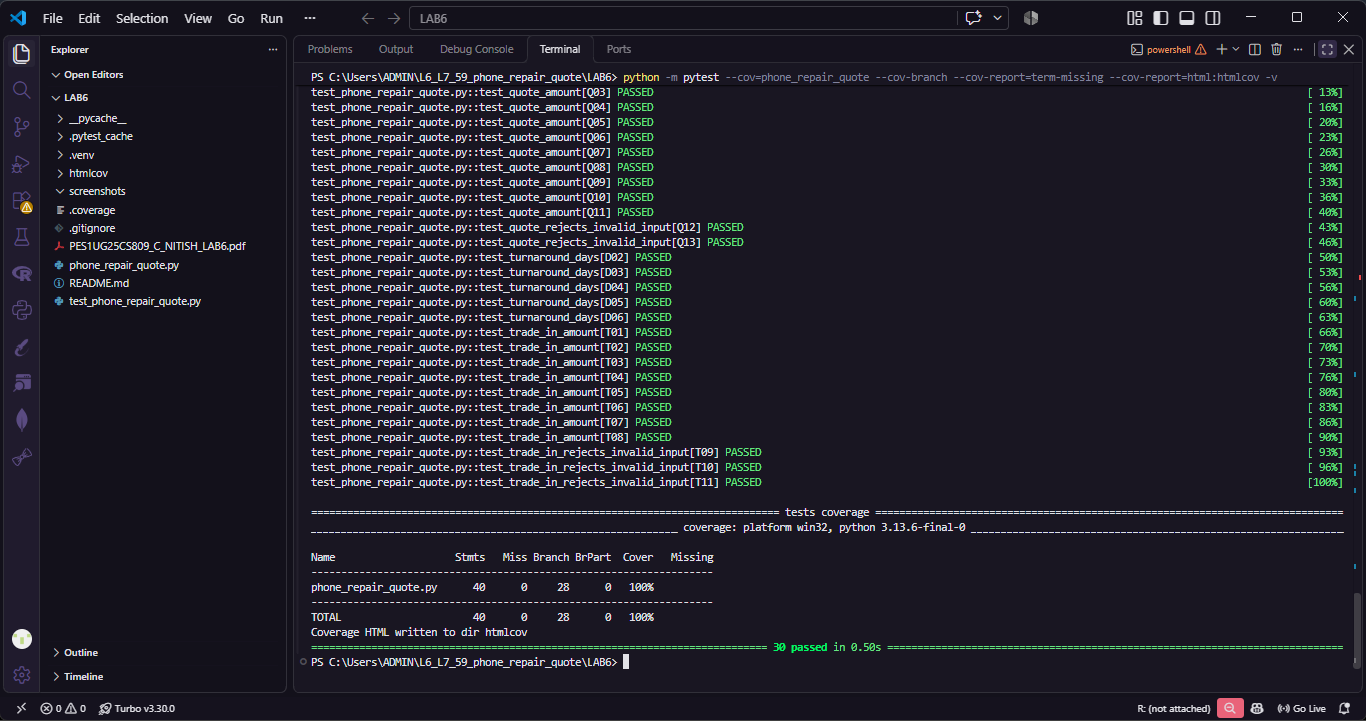 File Edit Selection View Go Run ··· LAB6
Explorer ···
Open Editors
LAB6
__pycache__
.pytest_cache
.venv
htmlcov
screenshots
.coverage
.gitignore
PES1UG25CS809_C_NITISH_LAB6.pdf
phone_repair_quote.py
README.md
test_phone_repair_quote.py
Outline
Timeline
Problems Output Debug Console Terminal Ports powershell
PS C:\Users\ADMIN\L6_L7_59_phone_repair_quote\LAB6> python -m pytest --cov=phone_repair_quote --cov-branch --cov-report=term-missing --cov-report=html:htmlcov -v
test_phone_repair_quote.py::test_quote_amount[Q03] PASSED [ 13%]
test_phone_repair_quote.py::test_quote_amount[Q04] PASSED [ 16%]
test_phone_repair_quote.py::test_quote_amount[Q05] PASSED [ 20%]
test_phone_repair_quote.py::test_quote_amount[Q06] PASSED [ 23%]
test_phone_repair_quote.py::test_quote_amount[Q07] PASSED [ 26%]
test_phone_repair_quote.py::test_quote_amount[Q08] PASSED [ 30%]
test_phone_repair_quote.py::test_quote_amount[Q09] PASSED [ 33%]
test_phone_repair_quote.py::test_quote_amount[Q10] PASSED [ 36%]
test_phone_repair_quote.py::test_quote_amount[Q11] PASSED [ 40%]
test_phone_repair_quote.py::test_quote_rejects_invalid_input[Q12] PASSED [ 43%]
test_phone_repair_quote.py::test_quote_rejects_invalid_input[Q13] PASSED [ 46%]
test_phone_repair_quote.py::test_turnaround_days[D02] PASSED [ 50%]
test_phone_repair_quote.py::test_turnaround_days[D03] PASSED [ 53%]
test_phone_repair_quote.py::test_turnaround_days[D04] PASSED [ 56%]
test_phone_repair_quote.py::test_turnaround_days[D05] PASSED [ 60%]
test_phone_repair_quote.py::test_turnaround_days[D06] PASSED [ 63%]
test_phone_repair_quote.py::test_trade_in_amount[T01] PASSED [ 66%]
test_phone_repair_quote.py::test_trade_in_amount[T02] PASSED [ 70%]
test_phone_repair_quote.py::test_trade_in_amount[T03] PASSED [ 73%]
test_phone_repair_quote.py::test_trade_in_amount[T04] PASSED [ 76%]
test_phone_repair_quote.py::test_trade_in_amount[T05] PASSED [ 80%]
test_phone_repair_quote.py::test_trade_in_amount[T06] PASSED [ 83%]
test_phone_repair_quote.py::test_trade_in_amount[T07] PASSED [ 86%]
test_phone_repair_quote.py::test_trade_in_amount[T08] PASSED [ 90%]
test_phone_repair_quote.py::test_trade_in_rejects_invalid_input[T09] PASSED [ 93%]
test_phone_repair_quote.py::test_trade_in_rejects_invalid_input[T10] PASSED [ 96%]
test_phone_repair_quote.py::test_trade_in_rejects_invalid_input[T11] PASSED [100%]
tests coverage
coverage: platform win32, python 3.13.6-final-0
Name Stmts Miss Branch BrPart Cover Missing
phone_repair_quote.py 40 0 28 0 100%
TOTAL 40 0 28 0 100%
Coverage HTML written to dir htmlcov
30 passed in 0.50s
PS C:\Users\ADMIN\L6_L7_59_phone_repair_quote\LAB6>
0 0 Turbo v3.30.0 R: (not attached) Go Live